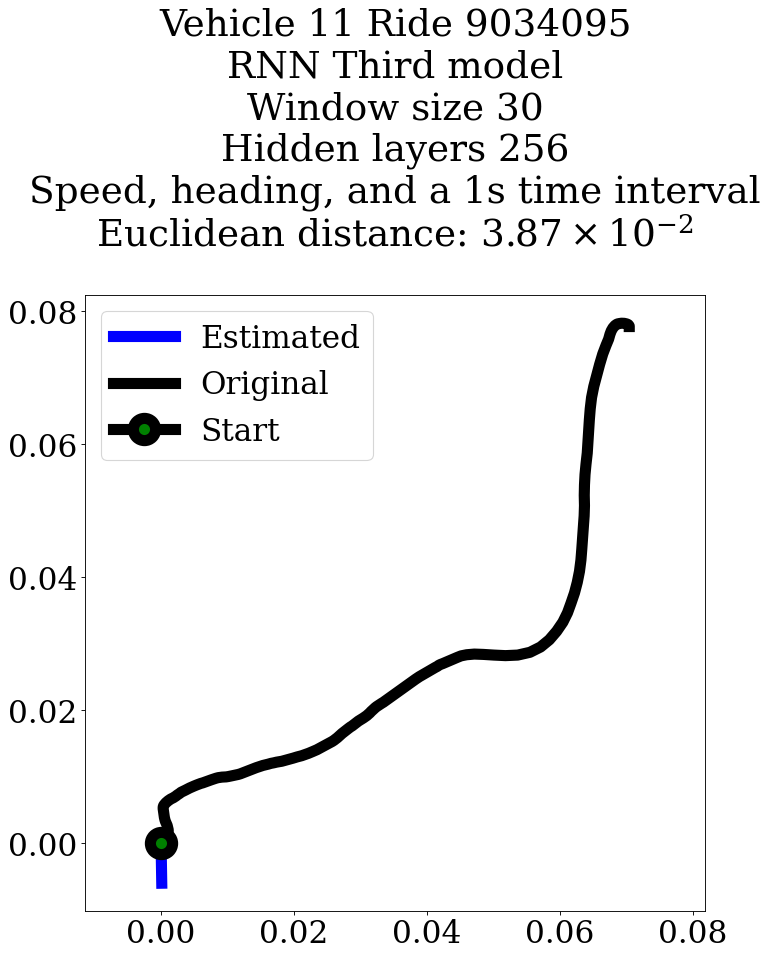 Vehicle 11 Ride 9034095
RNN Third model
Window size 30
Hidden layers 256
Speed, heading, and a 1s time interval
Euclidean distance: 3.87 × 10⁻²
Estimated
Original
Start
0.08
0.06
0.04
0.02
0.00
0.00 0.02 0.04 0.06 0.08